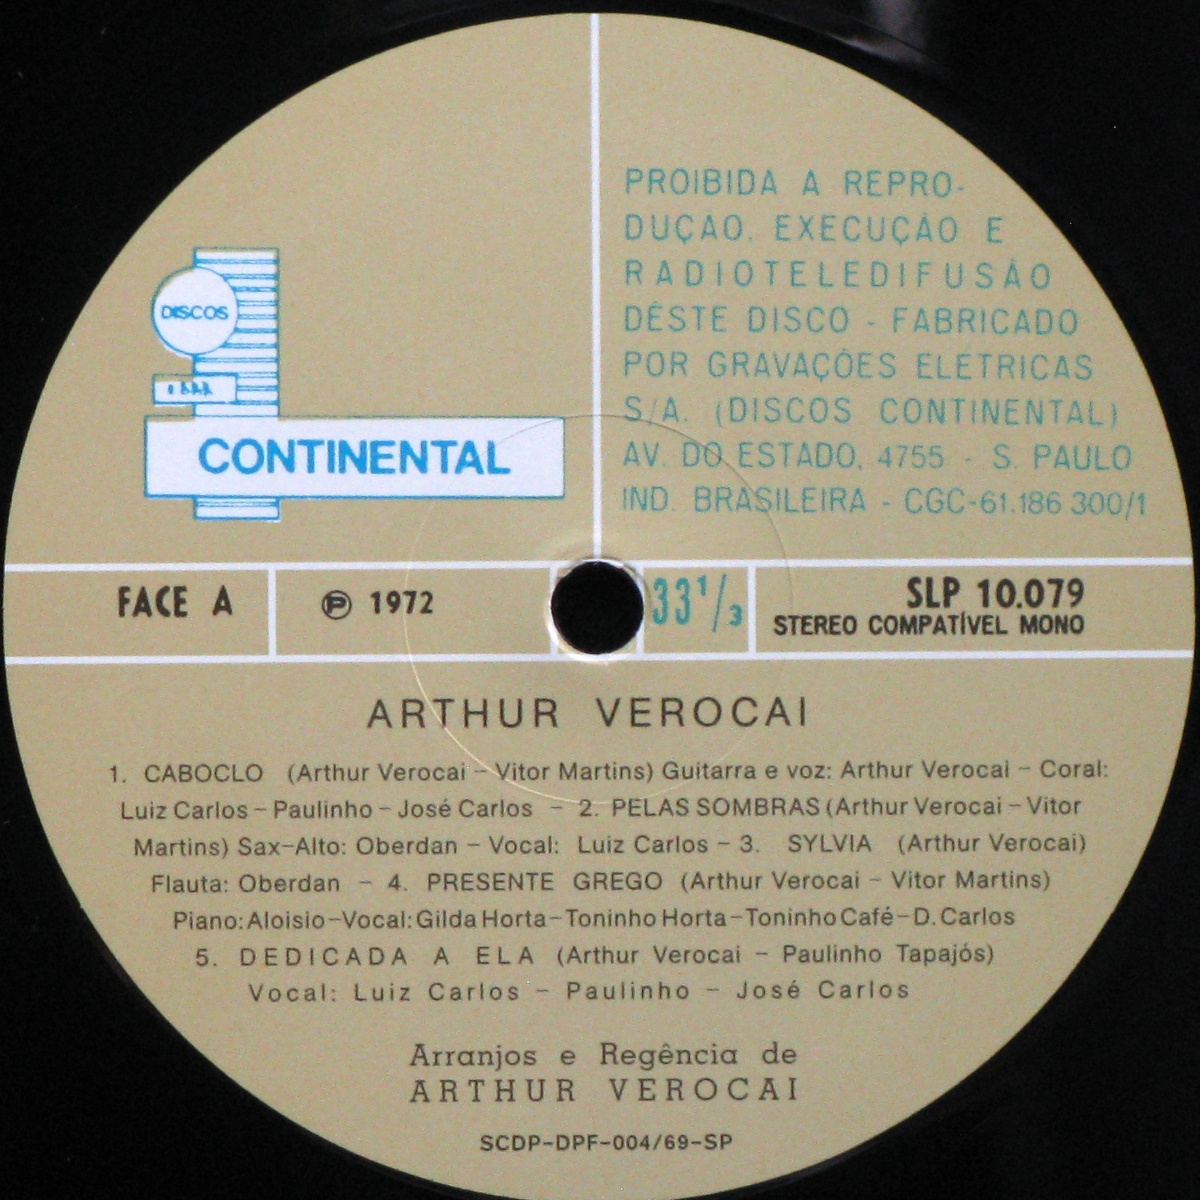 PROIBIDA A REPRO-
DUÇÃO, EXECUÇÃO E
RADIOTELEDIFUSÃO
DÊSTE DISCO - FABRICADO
POR GRAVAÇÕES ELÉTRICAS
S/A. (DISCOS CONTINENTAL)
AV. DO ESTADO, 4755 - S. PAULO
IND. BRASILEIRA - CGC-61.186.300/1
DISCOS
CONTINENTAL
FACE A
℗ 1972
33 1/3
SLP 10.079
STEREO COMPATÍVEL MONO
ARTHUR VEROCAI
1. CABOCLO (Arthur Verocai – Vitor Martins) Guitarra e voz: Arthur Verocai – Coral:
Luiz Carlos – Paulinho – José Carlos – 2. PELAS SOMBRAS (Arthur Verocai – Vitor
Martins) Sax-Alto: Oberdan – Vocal: Luiz Carlos – 3. SYLVIA (Arthur Verocai)
Flauta: Oberdan – 4. PRESENTE GREGO (Arthur Verocai – Vitor Martins)
Piano: Aloisio – Vocal: Gilda Horta – Toninho Horta – Toninho Café – D. Carlos
5. DEDICADA A ELA (Arthur Verocai – Paulinho Tapajós)
Vocal: Luiz Carlos – Paulinho – José Carlos
Arranjos e Regência de
ARTHUR VEROCAI
SCDP-DPF-004/69-SP